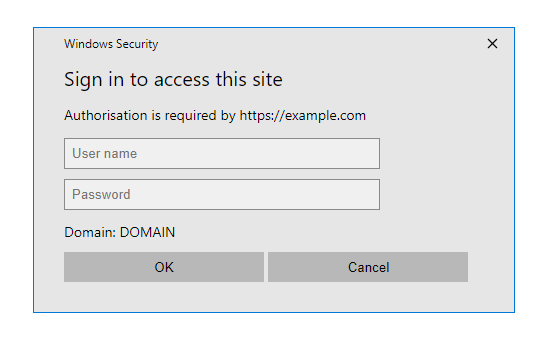 Windows Security
Sign in to access this site
Authorisation is required by https://example.com
User name
Password
Domain: DOMAIN
OK
Cancel